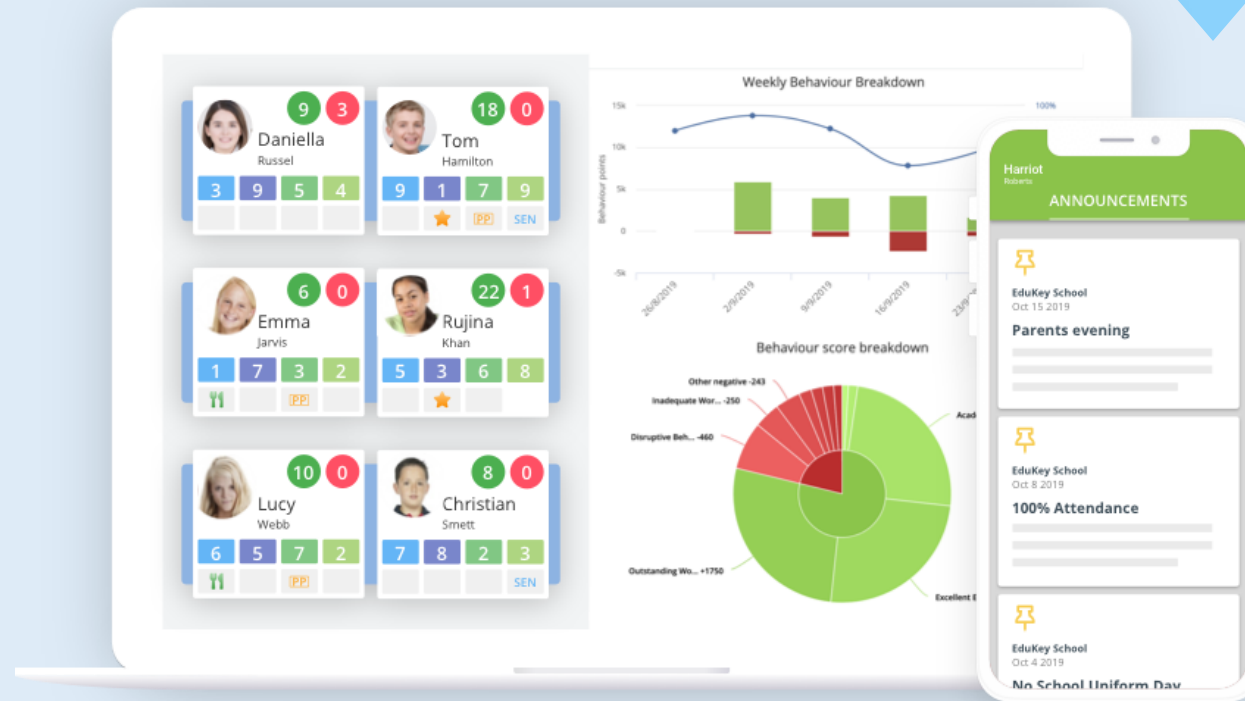 9 3
Daniella
Russel
3 9 5 4
18 0
Tom
Hamilton
9 1 7 9
PP SEN
6 0
Emma
Jarvis
1 7 3 2
PP
22 1
Rujina
Khan
5 3 6 8
10 0
Lucy
Webb
6 5 7 2
PP
8 0
Christian
Smett
7 8 2 3
SEN
Weekly Behaviour Breakdown
Behaviour points
15k
10k
5k
0
-5k
100%
26/8/2019
2/9/2019
9/9/2019
16/9/2019
23/9/
Behaviour score breakdown
Other negative -243
Inadequate Wor... -250
Disruptive Beh... -460
Outstanding Wo... +1750
Acad
Excellent E
Harriot
Roberts
ANNOUNCEMENTS
EduKey School
Oct 15 2019
Parents evening
EduKey School
Oct 8 2019
100% Attendance
EduKey School
Oct 4 2019
No School Uniform Day